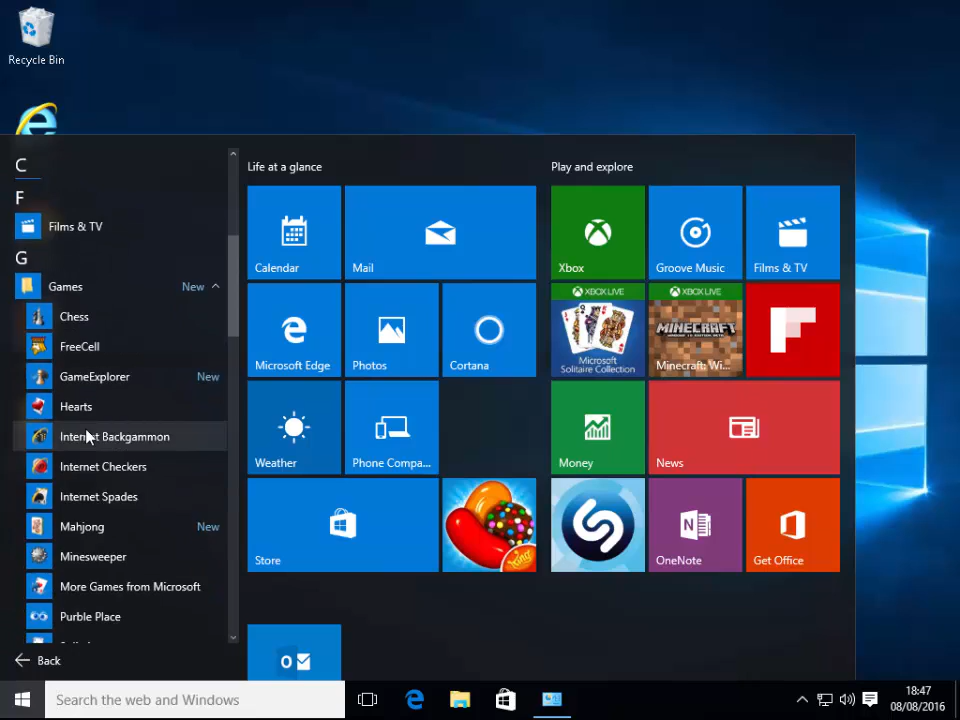 Recycle Bin
C
F
Films & TV
G
Games New
Chess
FreeCell
GameExplorer New
Hearts
Internet Backgammon
Internet Checkers
Internet Spades
Mahjong New
Minesweeper
More Games from Microsoft
Purble Place
Back
Life at a glance
Calendar
Mail
Microsoft Edge
Photos
Cortana
Weather
Phone Compa...
Store
King
Play and explore
Xbox
Groove Music
Films & TV
XBOX LIVE
Microsoft
Solitaire Collection
XBOX LIVE
MINECRAFT
Minecraft: Wi...
Money
News
OneNote
Get Office
Search the web and Windows
18:47
08/08/2016